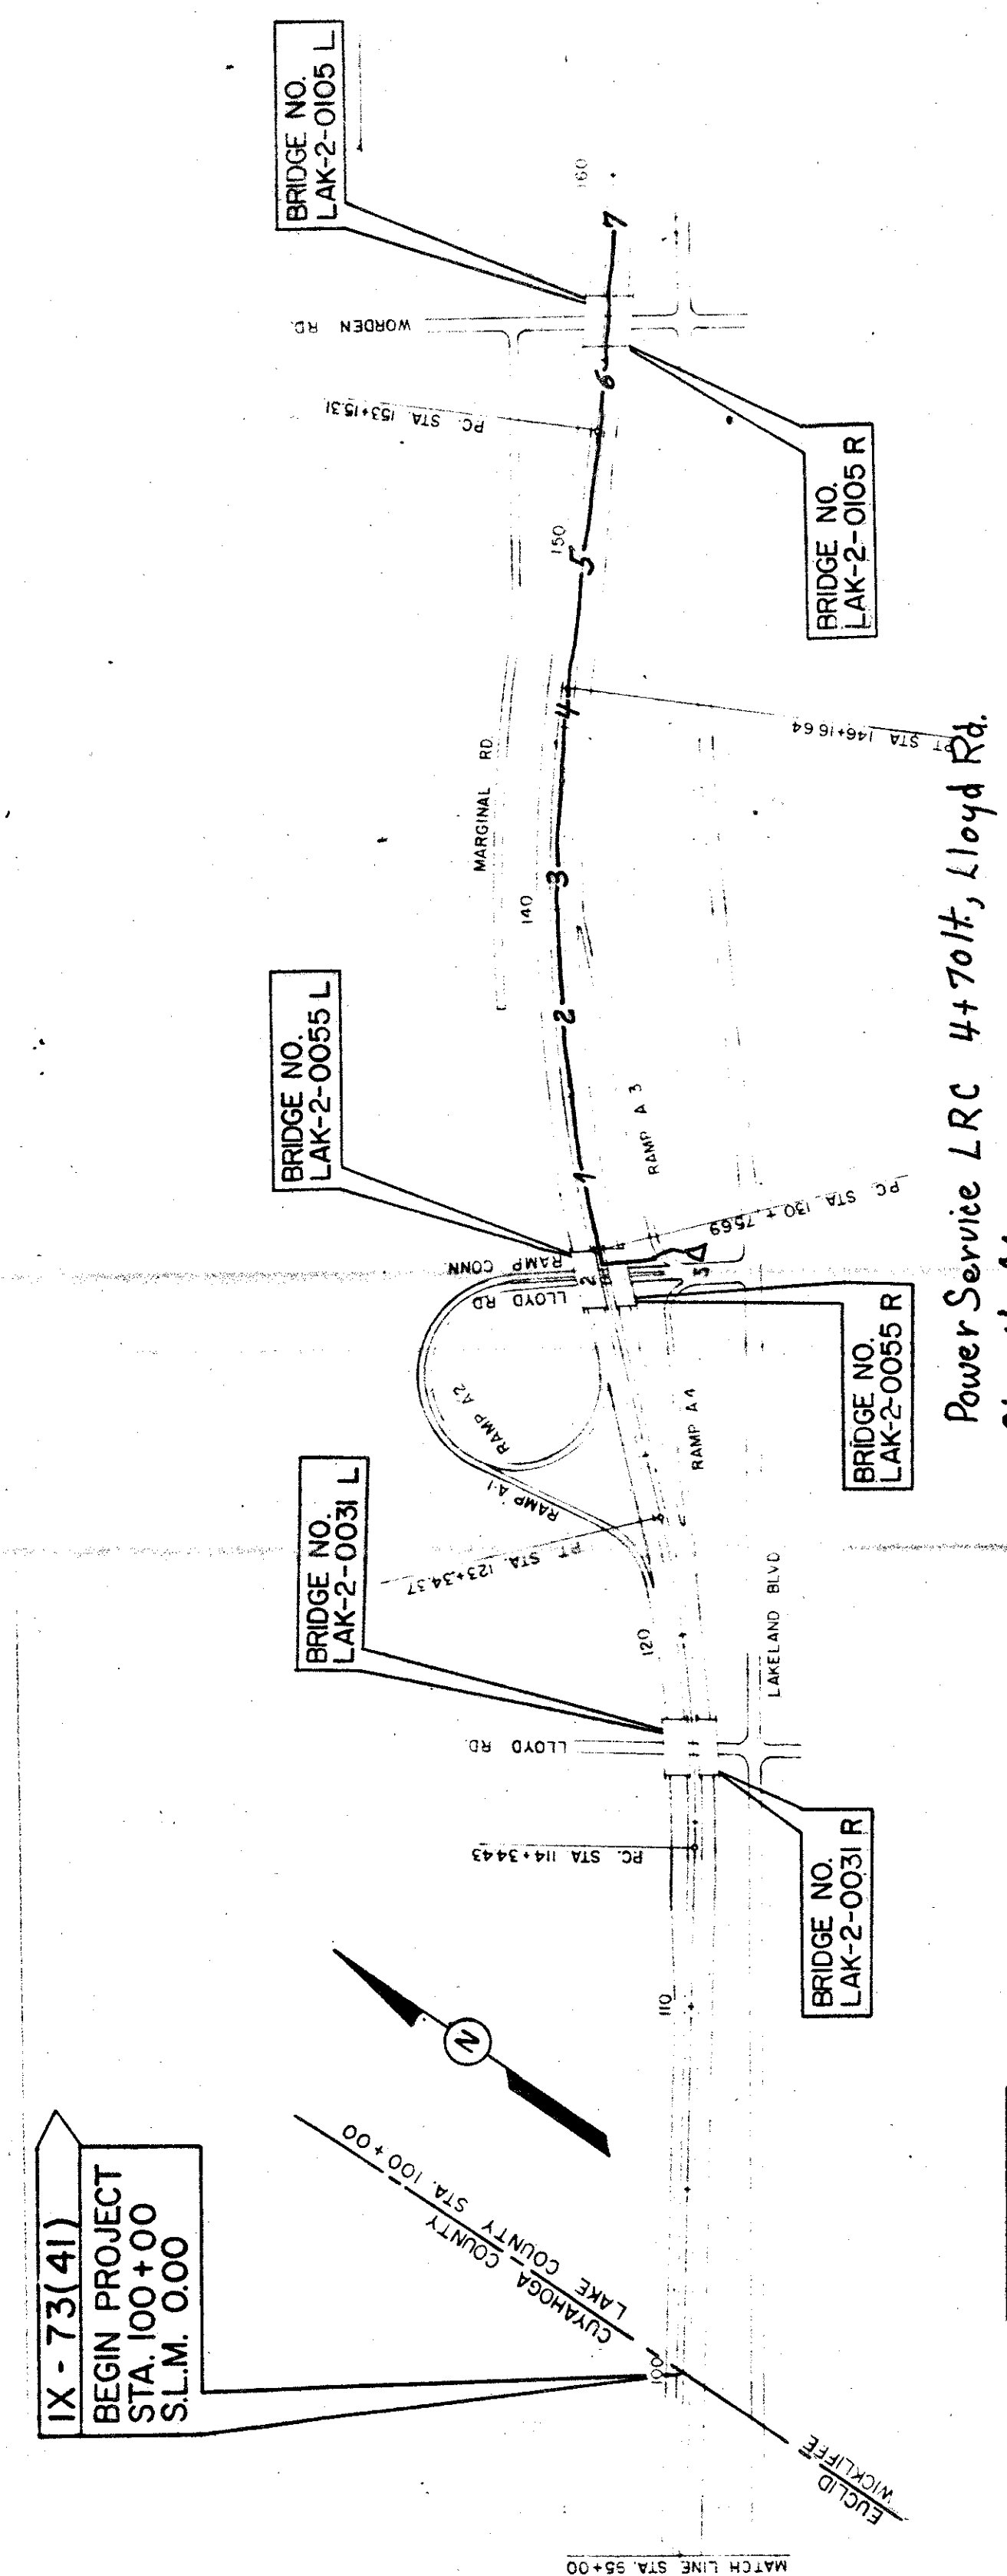 IX - 73(41)
BEGIN PROJECT
STA. 100+00
S.L.M. 0.00
MATCH LINE STA. 95+00
EUCLID
WICKLIFFE
CUYAHOGA COUNTY
LAKE COUNTY STA. 100+00
N
100
110
P.C. STA. 114+34.43
BRIDGE NO.
LAK-2-0031 R
LLOYD RD.
LAKELAND BLVD
BRIDGE NO.
LAK-2-0031 L
120
P.T. STA. 123+34.37
RAMP A-1
RAMP A2
RAMP A4
BRIDGE NO.
LAK-2-0055 R
LLOYD RD
RAMP CONN.
2
3
P.C. STA. 130+75.69
BRIDGE NO.
LAK-2-0055 L
RAMP A 3
1
2
3
4
5
6
7
140
MARGINAL RD.
PT STA 146+16.64
150
P.C. STA. 153+15.31
BRIDGE NO.
LAK-2-0105 R
WORDEN RD.
BRIDGE NO.
LAK-2-0105 L
160
Power Service LRC 4+70 lt., Lloyd Rd.